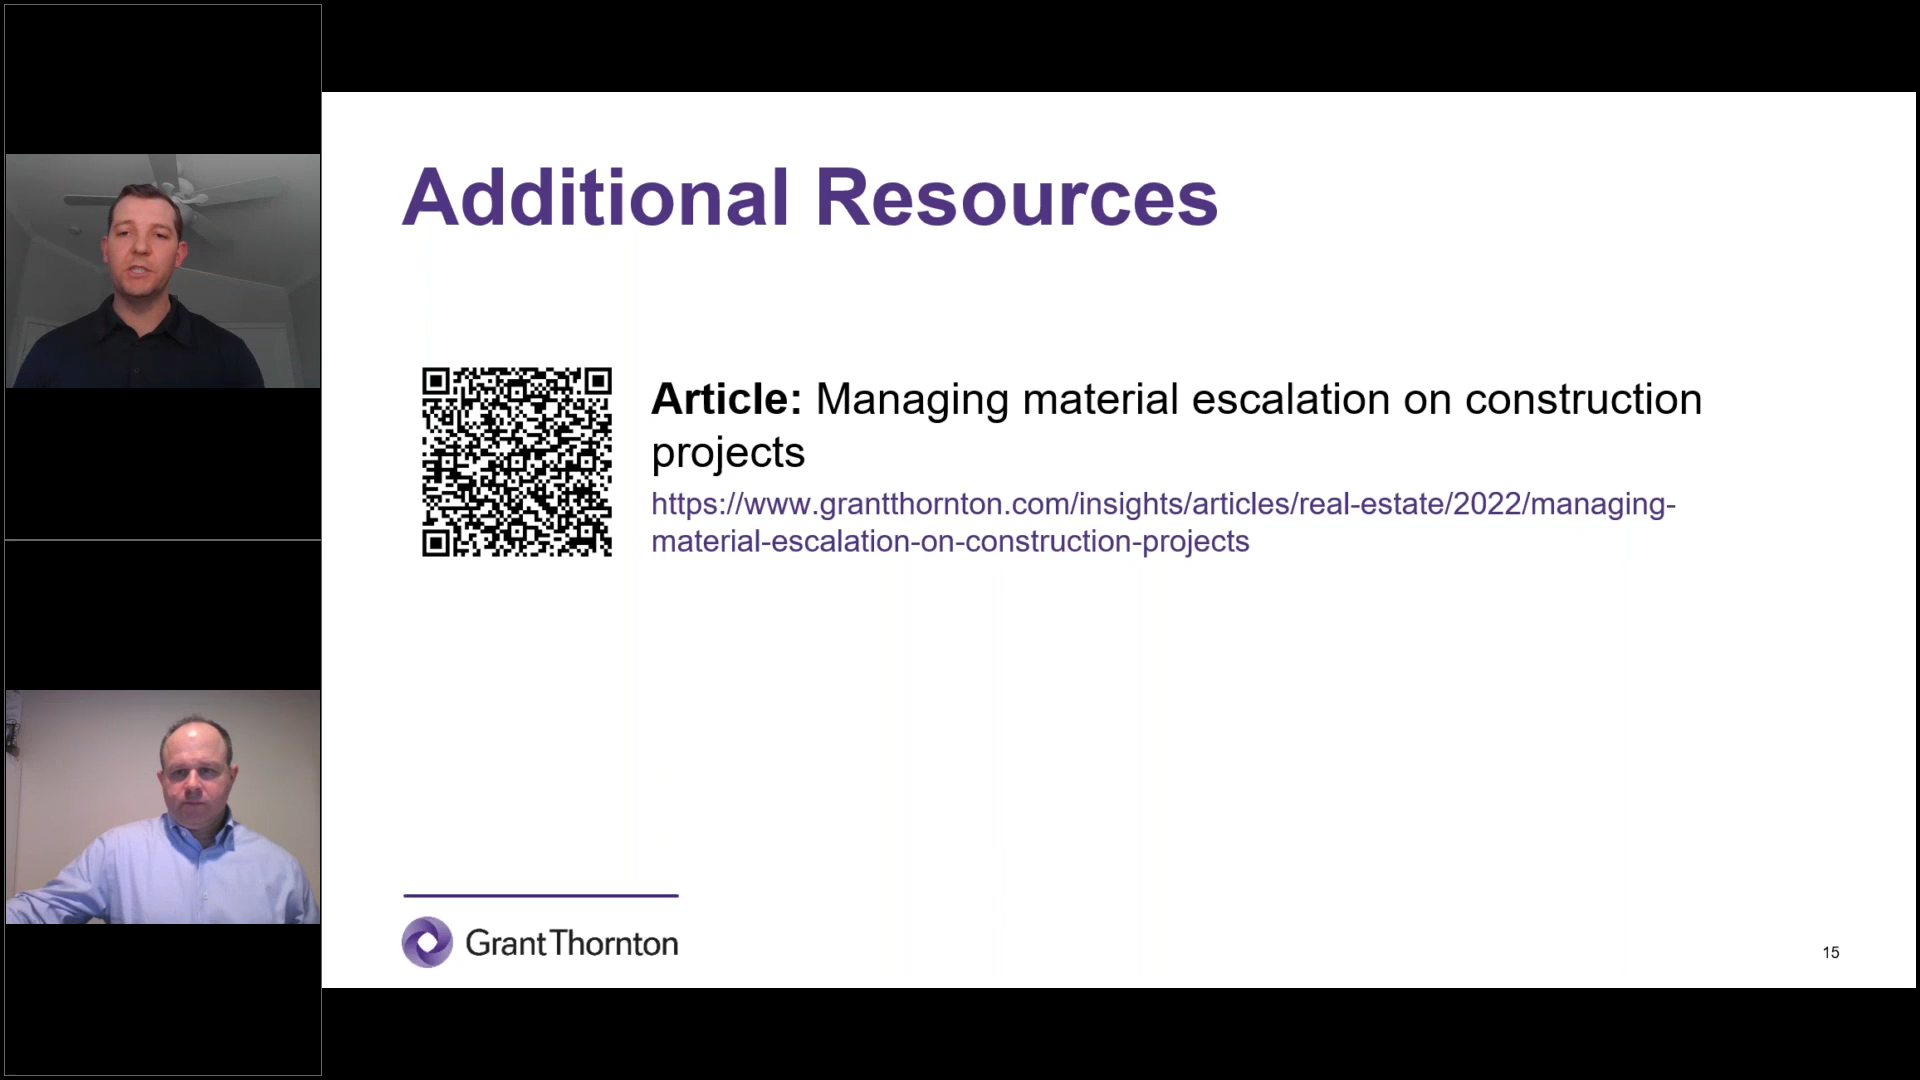 Additional Resources
Article: Managing material escalation on construction
projects
https://www.grantthornton.com/insights/articles/real-estate/2022/managing-
material-escalation-on-construction-projects
GrantThornton
15